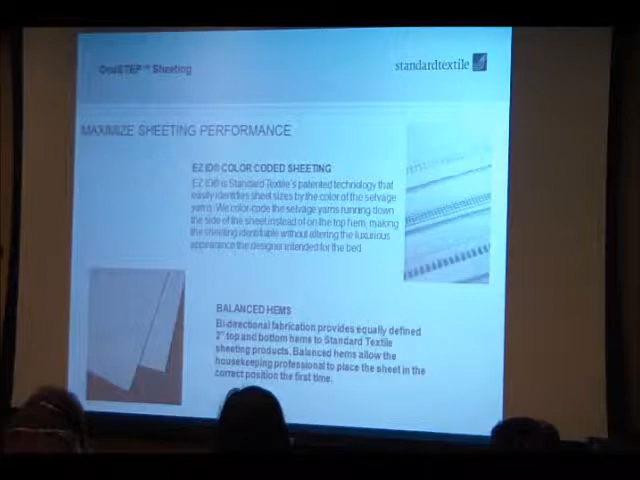 OneSTEP™ Sheeting
standardtextile
MAXIMIZE SHEETING PERFORMANCE
EZ ID® COLOR CODED SHEETING
EZ ID® is Standard Textile's patented technology that
easily identifies sheet sizes by the color of the selvage
yarns. We color-code the selvage yarns running down
the side of the sheet instead of on the top hem, making
the sheeting identifiable without altering the luxurious
appearance the designer intended for the bed
BALANCED HEMS
Bi-directional fabrication provides equally defined
2" top and bottom hems to Standard Textile
sheeting products. Balanced hems allow the
housekeeping professional to place the sheet in the
correct position the first time.